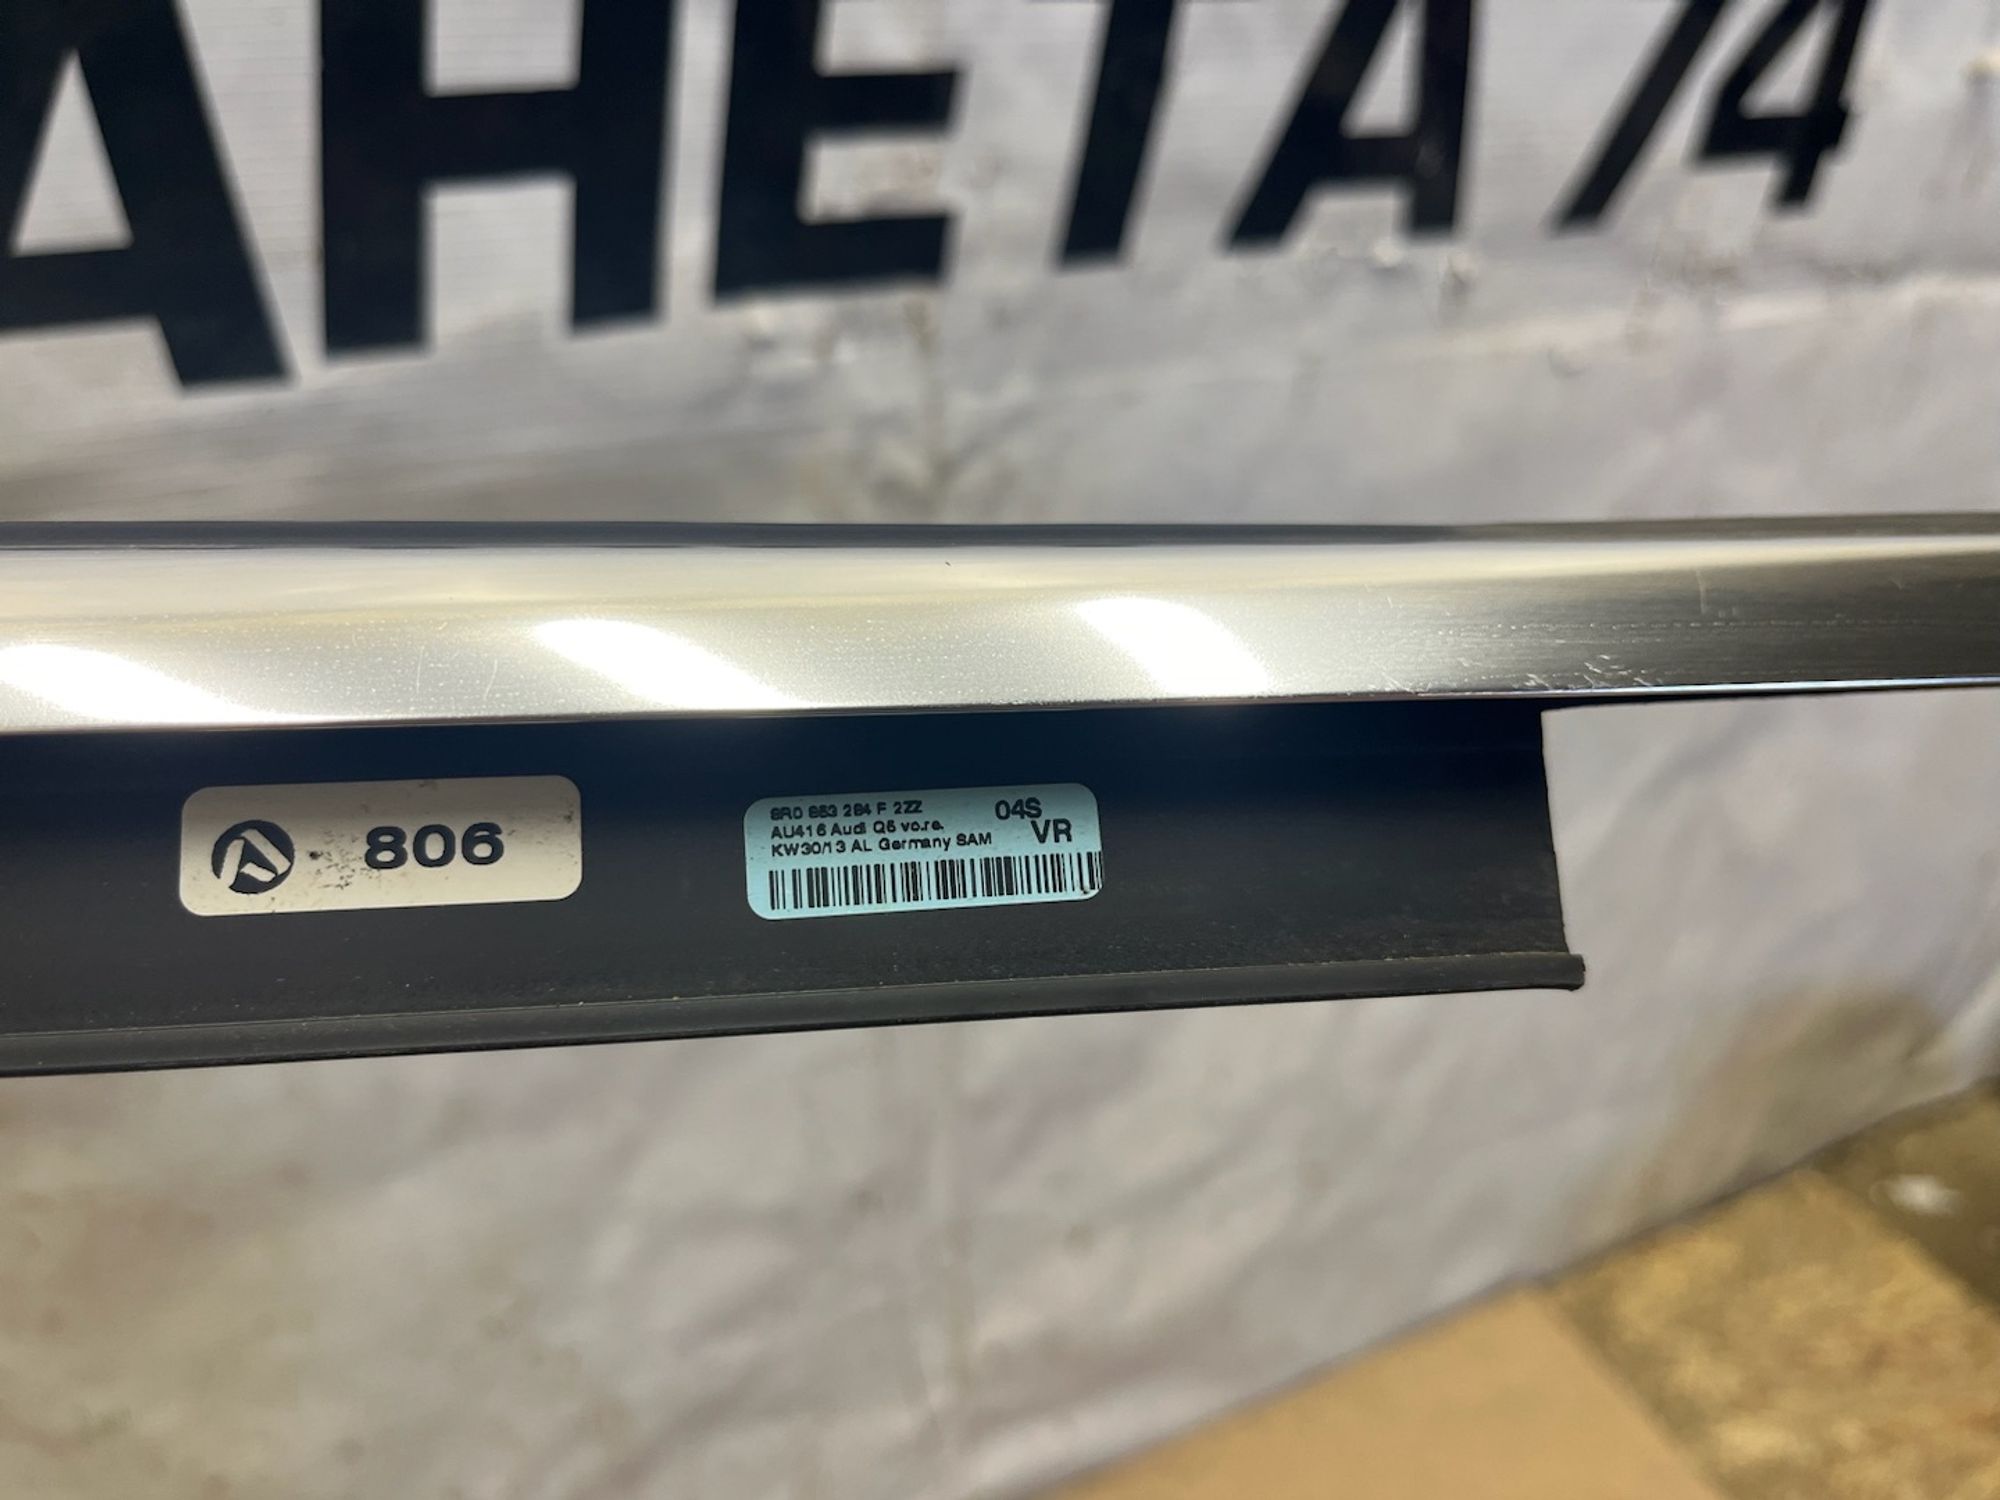 АНЕТА 74
806
8R0 853 284 F 2ZZ
04S
AU416 Audi Q5 vo.re.
VR
KW30/13 AL Germany SAM